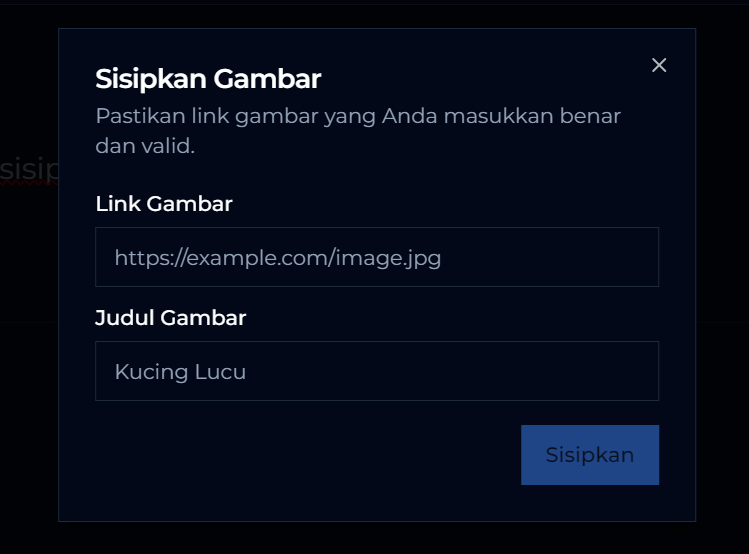 Sisipkan Gambar
Pastikan link gambar yang Anda masukkan benar
dan valid.
sisip
Link Gambar
https://example.com/image.jpg
Judul Gambar
Kucing Lucu
Sisipkan